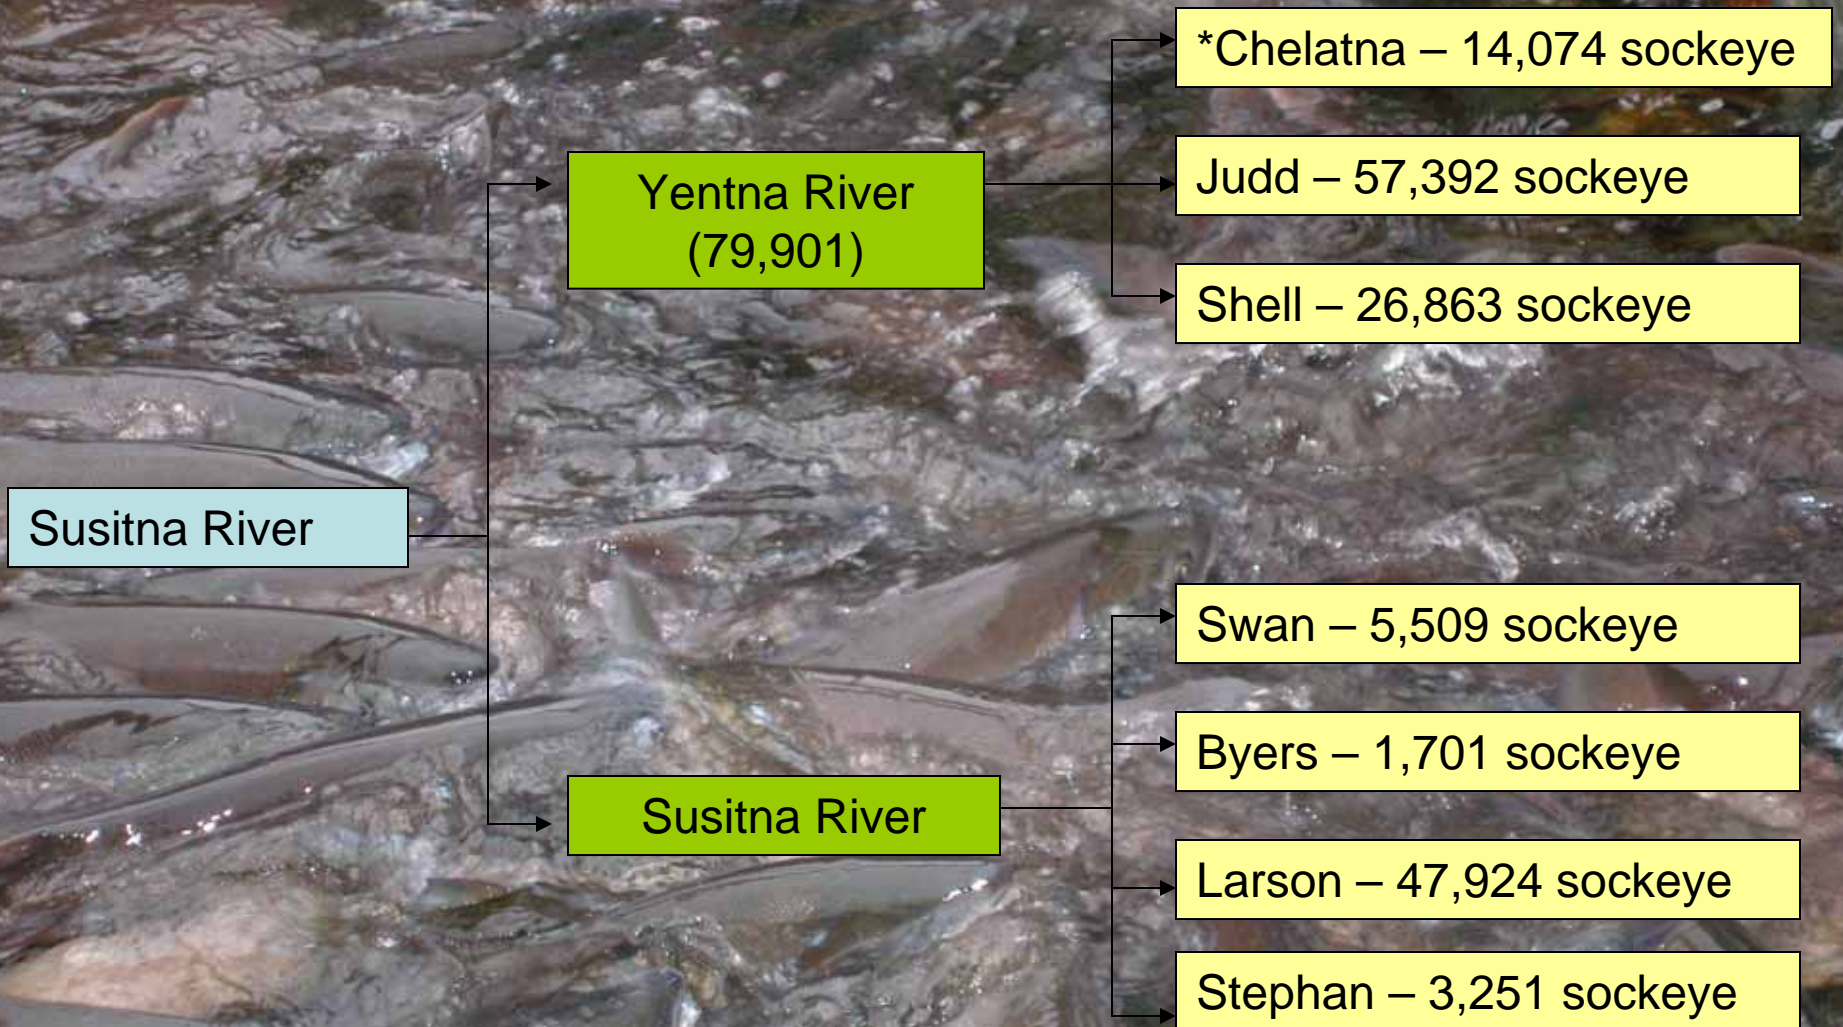 *Chelatna – 14,074 sockeye
Yentna River
(79,901)
Judd – 57,392 sockeye
Shell – 26,863 sockeye
Susitna River
Swan – 5,509 sockeye
Byers – 1,701 sockeye
Susitna River
Larson – 47,924 sockeye
Stephan – 3,251 sockeye